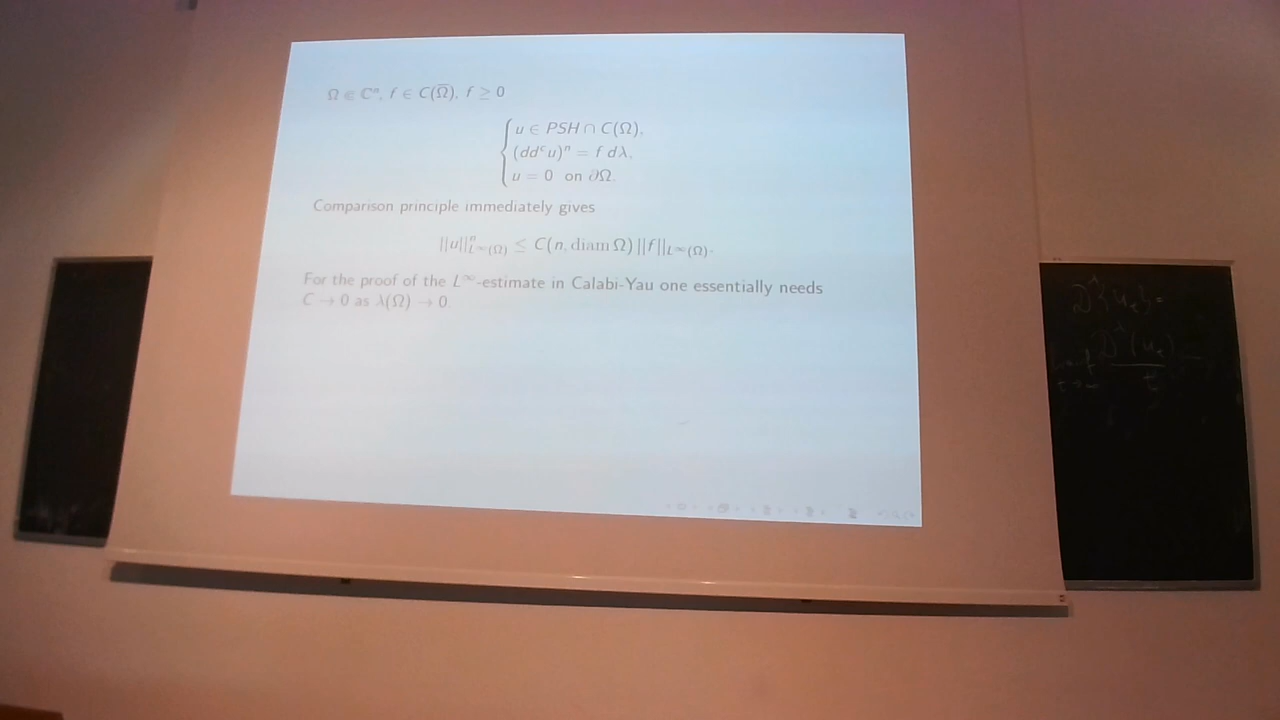 Ω ⋐ ℂⁿ, f ∈ C(Ω̅), f ≥ 0
u ∈ PSH ∩ C(Ω),
(ddᶜu)ⁿ = f dλ,
u = 0 on ∂Ω.
Comparison principle immediately gives
||u||ⁿ_{L^∞(Ω)} ≤ C(n, diam Ω) ||f||_{L^∞(Ω)}.
For the proof of the L^∞-estimate in Calabi-Yau one essentially needs
C → 0 as λ(Ω) → 0.